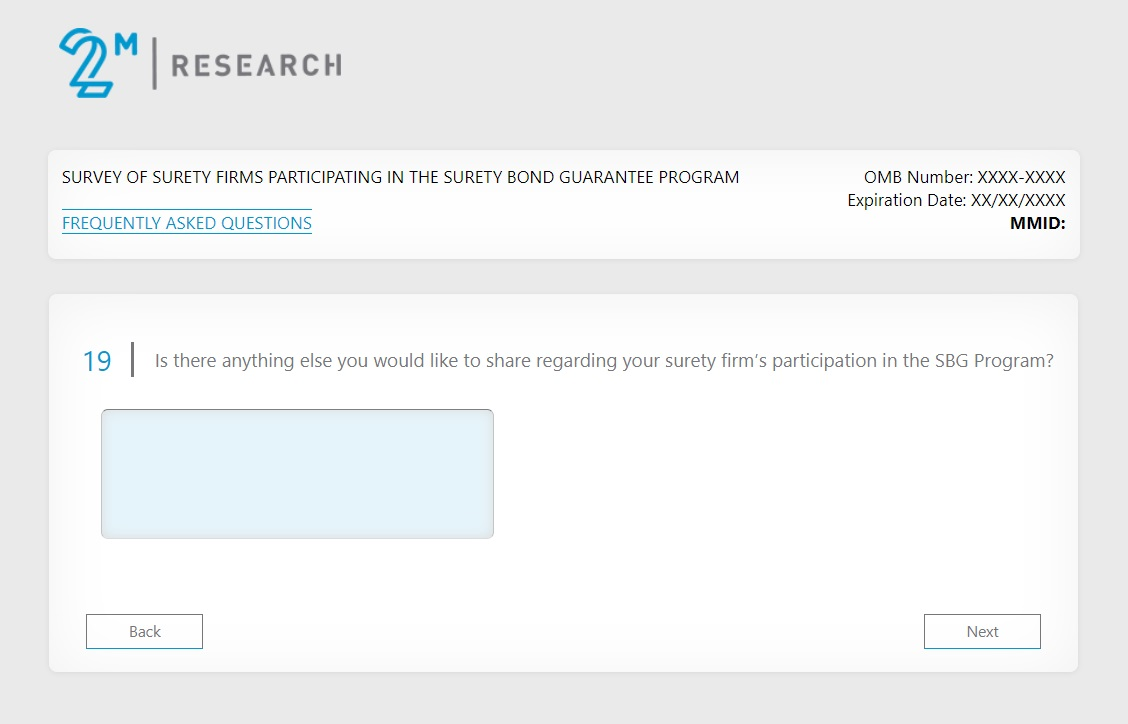 2M | RESEARCH
SURVEY OF SURETY FIRMS PARTICIPATING IN THE SURETY BOND GUARANTEE PROGRAM
OMB Number: XXXX-XXXX
Expiration Date: XX/XX/XXXX
FREQUENTLY ASKED QUESTIONS
MMID:
19 | Is there anything else you would like to share regarding your surety firm's participation in the SBG Program?
Back
Next